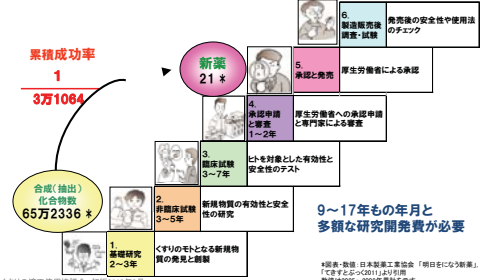 6.
製造販売後
調査・試験
発売後の安全性や使用法
のチェック
累積成功率
1
3万1064
新薬
21 *
5.
承認と発売
厚生労働省による承認
4.
承認申請
と審査
1～2年
厚生労働省への承認申請
と専門家による審査
3.
臨床試験
3～7年
ヒトを対象とした有効性と
安全性のテスト
合成(抽出)
化合物数
65万2336 *
2.
非臨床試験
3～5年
新規物質の有効性と安全
性の研究
9～17年もの年月と
多額な研究開発費が必要
1.
基礎研究
2～3年
くすりのモトとなる新規物
質の発見と創製
*図表・数値：日本製薬工業協会 「明日をになう新薬」、
「てきすとぶっく2011」より引用